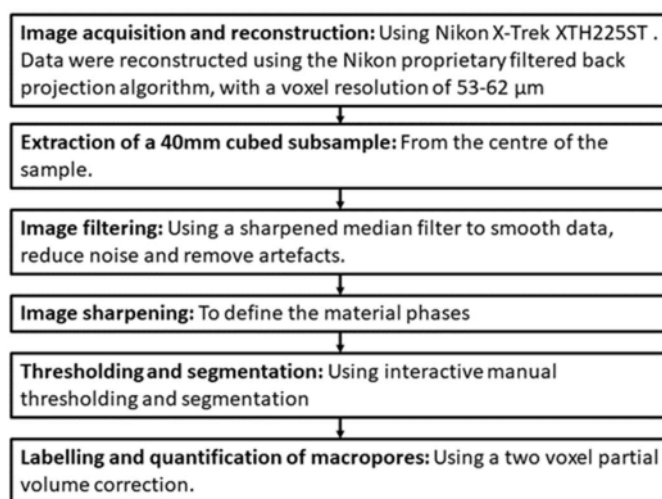 Image acquisition and reconstruction: Using Nikon X-Trek XTH225ST .
Data were reconstructed using the Nikon proprietary filtered back
projection algorithm, with a voxel resolution of 53-62 µm
Extraction of a 40mm cubed subsample: From the centre of the
sample.
Image filtering: Using a sharpened median filter to smooth data,
reduce noise and remove artefacts.
Image sharpening: To define the material phases
Thresholding and segmentation: Using interactive manual
thresholding and segmentation
Labelling and quantification of macropores: Using a two voxel partial
volume correction.